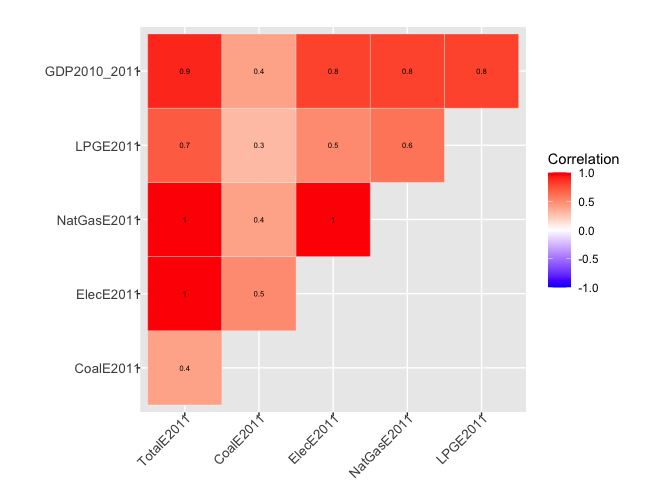 GDP2010_2011
0.9
0.4
0.8
0.8
0.8
LPGE2011
0.7
0.3
0.5
0.6
NatGasE2011
1
0.4
1
ElecE2011
1
0.5
CoalE2011
0.4
TotalE2011
CoalE2011
ElecE2011
NatGasE2011
LPGE2011
Correlation
1.0
0.5
0.0
-0.5
-1.0